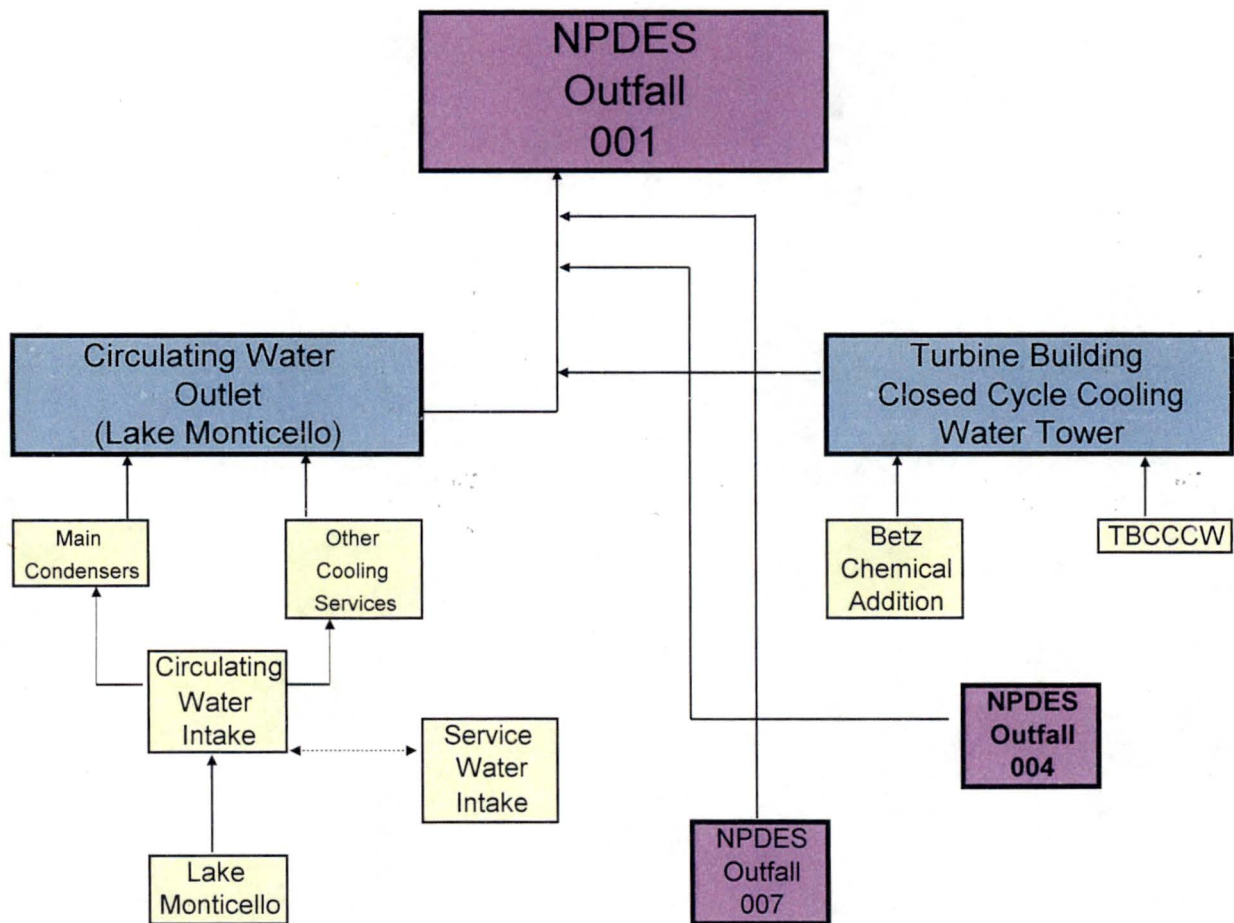 NPDES
Outfall
001
Circulating Water
Outlet
(Lake Monticello)
Turbine Building
Closed Cycle Cooling
Water Tower
Main
Condensers
Other
Cooling
Services
Betz
Chemical
Addition
TBCCCW
Circulating
Water
Intake
Service
Water
Intake
NPDES
Outfall
004
Lake
Monticello
NPDES
Outfall
007